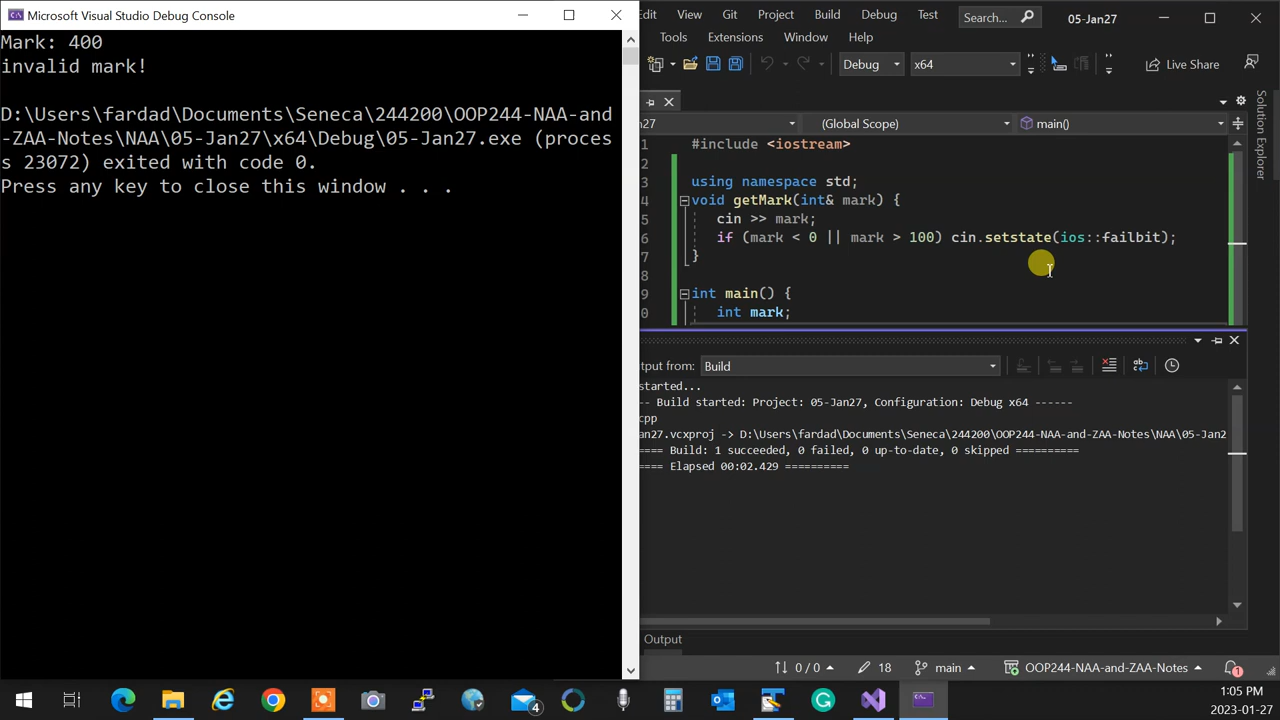 Microsoft Visual Studio Debug Console
Mark: 400
invalid mark!
D:\Users\fardad\Documents\Seneca\244200\OOP244-NAA-and
-ZAA-Notes\NAA\05-Jan27\x64\Debug\05-Jan27.exe (proces
s 23072) exited with code 0.
Press any key to close this window . . .
dit View Git Project Build Debug Test Search... 05-Jan27
Tools Extensions Window Help
Debug x64 Live Share
n27 (Global Scope) main()
1 #include <iostream>
2
3 using namespace std;
4 void getMark(int& mark) {
5 cin >> mark;
6 if (mark < 0 || mark > 100) cin.setstate(ios::failbit);
7 }
8
9 int main() {
0 int mark;
Solution Explorer
tput from: Build
started...
-- Build started: Project: 05-Jan27, Configuration: Debug x64 ------
cpp
an27.vcxproj -> D:\Users\fardad\Documents\Seneca\244200\OOP244-NAA-and-ZAA-Notes\NAA\05-Jan2
==== Build: 1 succeeded, 0 failed, 0 up-to-date, 0 skipped ==========
==== Elapsed 00:02.429 ==========
Output
0 / 0 18 main OOP244-NAA-and-ZAA-Notes 1
4
1:05 PM
2023-01-27